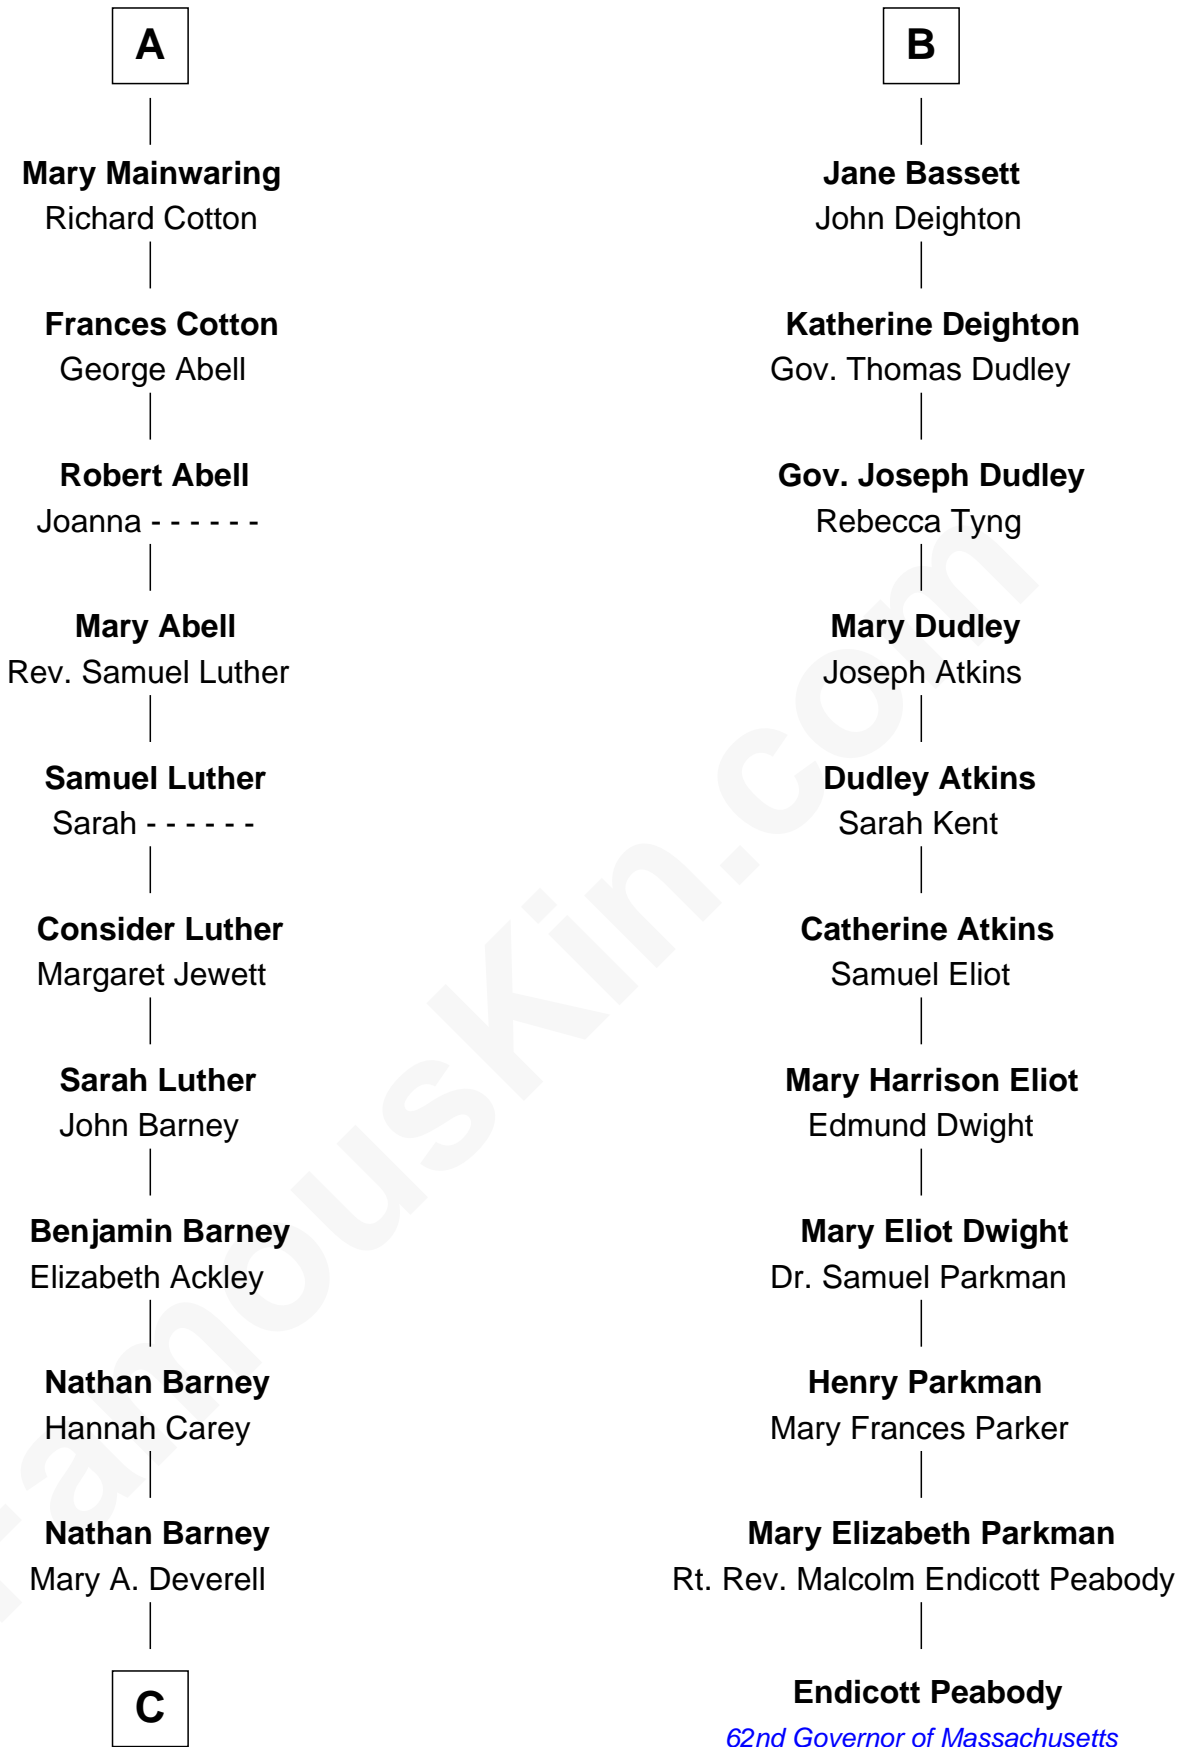 A
Mary Mainwaring
Richard Cotton
Frances Cotton
George Abell
Robert Abell
Joanna - - - - - -
Mary Abell
Rev. Samuel Luther
Samuel Luther
Sarah - - - - - -
Consider Luther
Margaret Jewett
Sarah Luther
John Barney
Benjamin Barney
Elizabeth Ackley
Nathan Barney
Hannah Carey
Nathan Barney
Mary A. Deverell
C
B
Jane Bassett
John Deighton
Katherine Deighton
Gov. Thomas Dudley
Gov. Joseph Dudley
Rebecca Tyng
Mary Dudley
Joseph Atkins
Dudley Atkins
Sarah Kent
Catherine Atkins
Samuel Eliot
Mary Harrison Eliot
Edmund Dwight
Mary Eliot Dwight
Dr. Samuel Parkman
Henry Parkman
Mary Frances Parker
Mary Elizabeth Parkman
Rt. Rev. Malcolm Endicott Peabody
Endicott Peabody
62nd Governor of Massachusetts
FamousKin.com